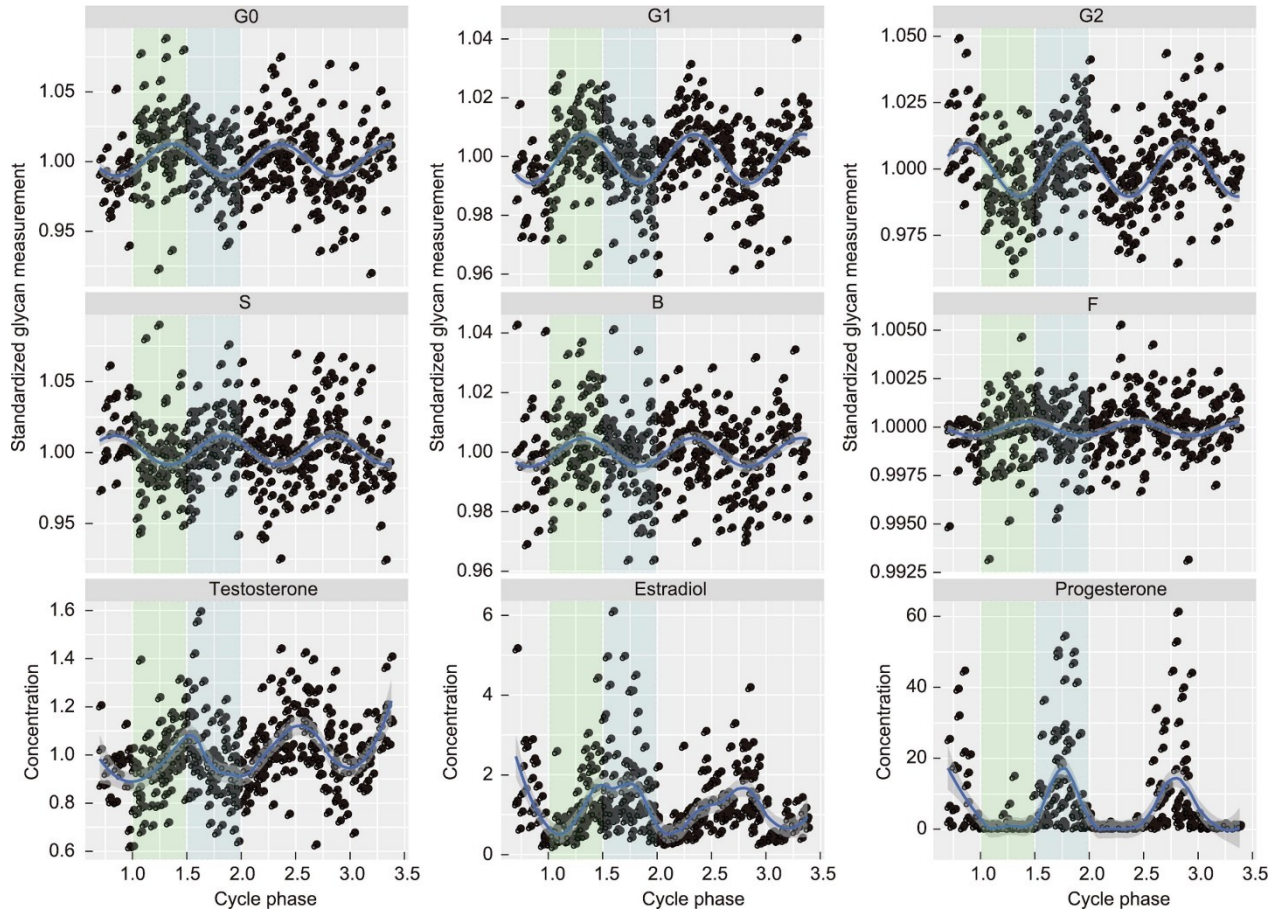 G0
G1
G2
Standardized glycan measurement
1.05
1.00
0.95
Standardized glycan measurement
1.04
1.02
1.00
0.98
0.96
Standardized glycan measurement
1.050
1.025
1.000
0.975
S
B
F
1.05
1.00
0.95
1.04
1.02
1.00
0.98
0.96
1.0050
1.0025
1.0000
0.9975
0.9950
0.9925
Testosterone
Estradiol
Progesterone
Concentration
1.6
1.4
1.2
1.0
0.8
0.6
Concentration
6
4
2
0
Concentration
60
40
20
0
1.0 1.5 2.0 2.5 3.0 3.5
1.0 1.5 2.0 2.5 3.0 3.5
1.0 1.5 2.0 2.5 3.0 3.5
Cycle phase
Cycle phase
Cycle phase